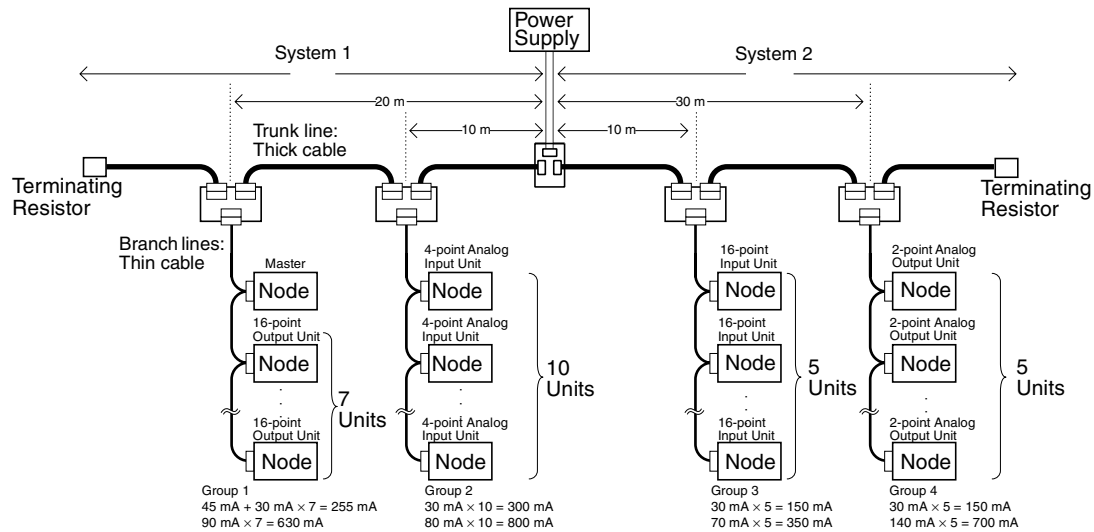 Power
Supply
System 1
System 2
20 m
30 m
10 m
10 m
Trunk line:
Thick cable
Terminating
Resistor
Terminating
Resistor
Branch lines:
Thin cable
Master
Node
16-point
Output Unit
Node
16-point
Output Unit
Node
7
Units
4-point Analog
Input Unit
Node
4-point Analog
Input Unit
Node
4-point Analog
Input Unit
Node
10
Units
16-point
Input Unit
Node
16-point
Input Unit
Node
16-point
Input Unit
Node
5
Units
2-point Analog
Output Unit
Node
2-point Analog
Output Unit
Node
2-point Analog
Output Unit
Node
5
Units
Group 1
45 mA + 30 mA × 7 = 255 mA
90 mA × 7 = 630 mA
Group 2
30 mA × 10 = 300 mA
80 mA × 10 = 800 mA
Group 3
30 mA × 5 = 150 mA
70 mA × 5 = 350 mA
Group 4
30 mA × 5 = 150 mA
140 mA × 5 = 700 mA